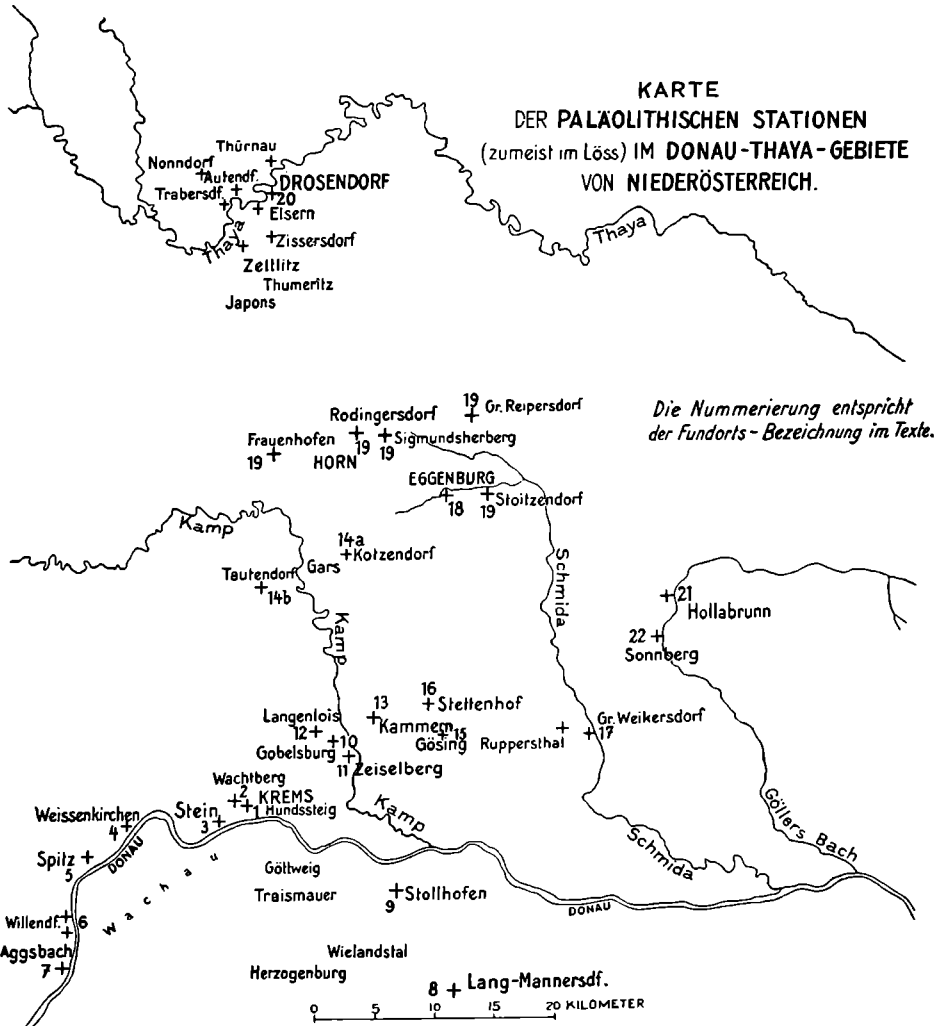 KARTE
DER PALÄOLITHISCHEN STATIONEN
(zumeist im Löss) IM DONAU-THAYA-GEBIETE
VON NIEDERÖSTERREICH.
Thürnau
Nonndorf
Autendf.
DROSENDORF
Trabersdf.
20
Eisern
Thaya
Thaya
Zissersdorf
Zettlitz
Thumeritz
Japons
Die Nummerierung entspricht
der Fundorts-Bezeichnung im Texte.
19
Gr. Reipersdorf
Rodingersdorf
Frauenhofen
19
19
Sigmundsherberg
19
HORN
EGGENBURG
18
19
Stoitzendorf
Kamp
14a
Kotzendorf
Gars
Tautendorf
14b
Schmida
21
Hollabrunn
Kamp
22
Sonnberg
16
Stettenhof
13
Langenlois
Kammern
Gr. Weikersdorf
12
10
15
17
Gobelsburg
Gösing
Ruppersthal
11
Zeiselberg
Wachtberg
2
KREMS
Weissenkirchen
Stein
1
Hundssteig
Kamp
Göllers Bach
4
3
Spitz
DONAU
Schmida
5
Wachau
Göttweig
Traismauer
Stollhofen
9
DONAU
Willendf.
6
Aggsbach
Wielandstal
7
Herzogenburg
8
Lang-Mannersdf.
0 5 10 15 20 KILOMETER